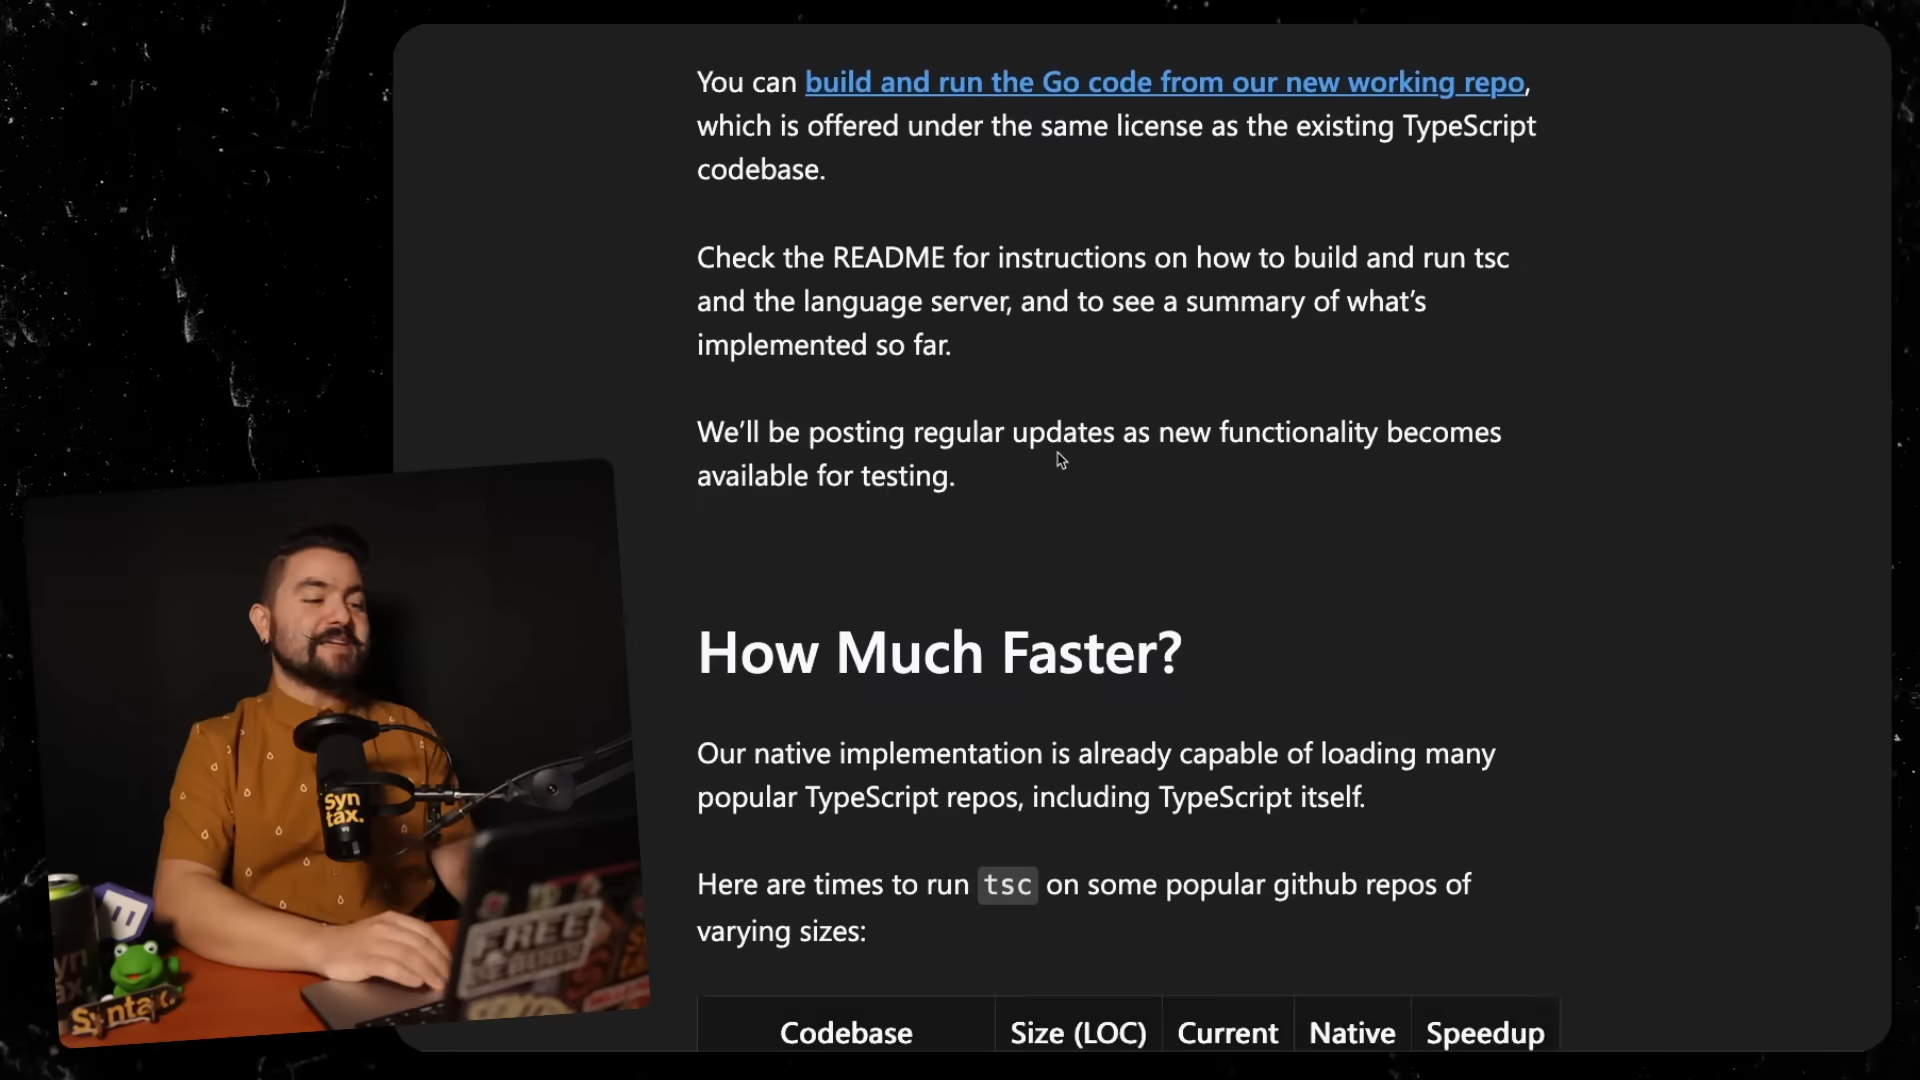 You can build and run the Go code from our new working repo,
which is offered under the same license as the existing TypeScript
codebase.
Check the README for instructions on how to build and run tsc
and the language server, and to see a summary of what’s
implemented so far.
We’ll be posting regular updates as new functionality becomes
available for testing.
How Much Faster?
Our native implementation is already capable of loading many
popular TypeScript repos, including TypeScript itself.
Here are times to run tsc on some popular github repos of
varying sizes:
Codebase Size (LOC) Current Native Speedup
Syn
tax.
FREE
Syntax.